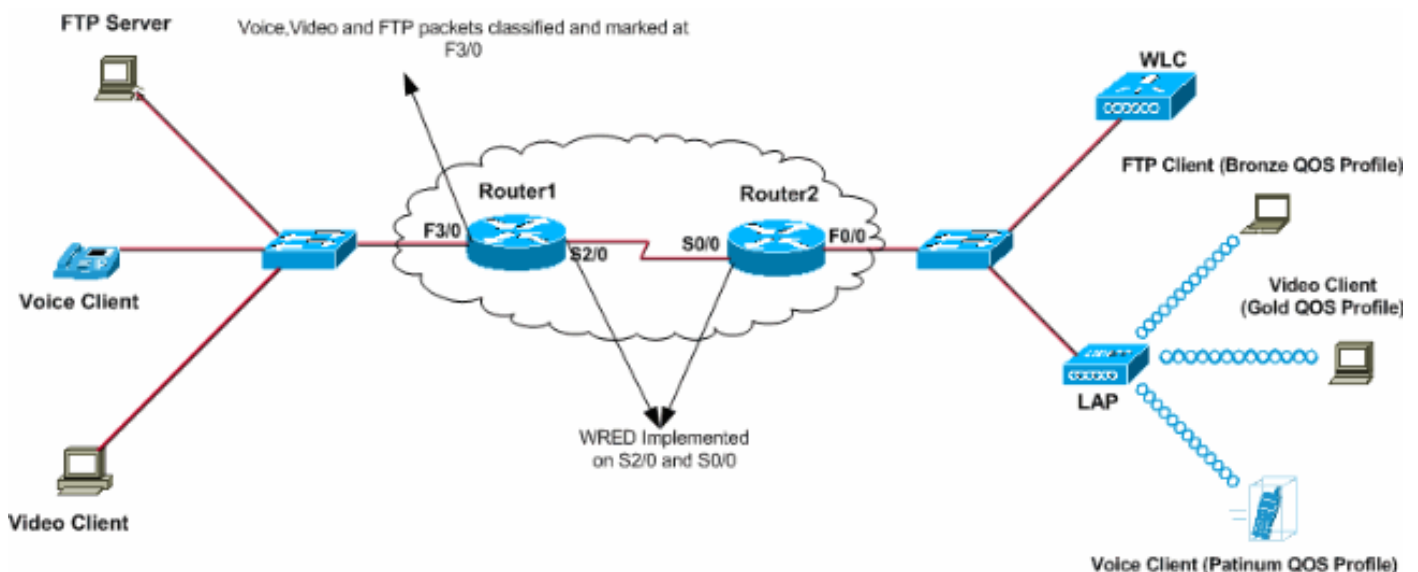 FTP Server
Voice,Video and FTP packets classified and marked at
F3/0
WLC
FTP Client (Bronze QOS Profile)
Router1
Router2
F3/0
S2/0
S0/0
F0/0
Voice Client
Video Client
(Gold QOS Profile)
LAP
WRED Implemented
on S2/0 and S0/0
Video Client
Voice Client (Patinum QOS Profile)